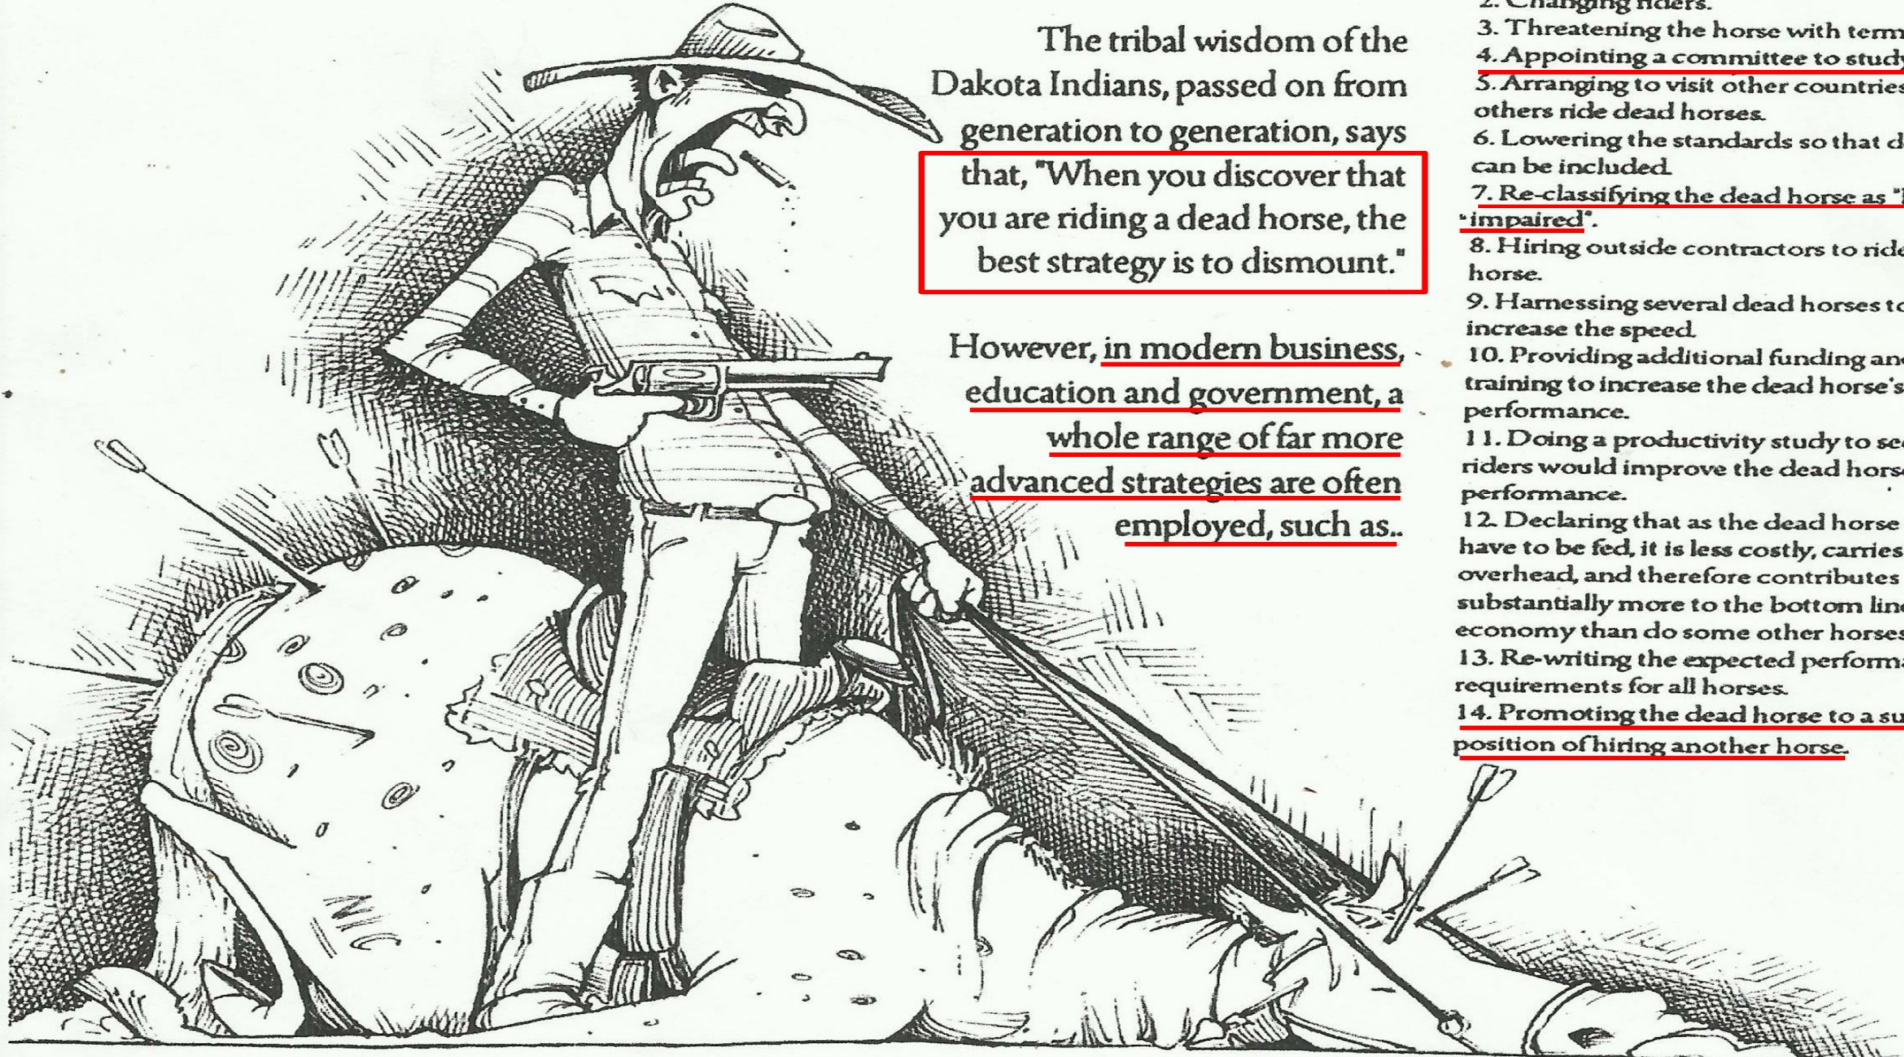 The tribal wisdom of the
Dakota Indians, passed on from
generation to generation, says
that, "When you discover that
you are riding a dead horse, the
best strategy is to dismount."
However, in modern business,
education and government, a
whole range of far more
advanced strategies are often
employed, such as..
2. Changing riders.
3. Threatening the horse with
4. Appointing a committee to study
5. Arranging to visit other countries
others ride dead horses.
6. Lowering the standards so that
can be included.
7. Re-classifying the dead horse as
"impaired".
8. Hiring outside contractors to ride
horse.
9. Harnessing several dead horses to
increase the speed.
10. Providing additional funding
training to increase the dead horse's
performance.
11. Doing a productivity study to
riders would improve the dead
performance.
12. Declaring that as the dead horse
have to be fed, it is less costly, carries
overhead, and therefore contributes
substantially more to the bottom
economy than do some other horses
13. Re-writing the expected
requirements for all horses.
14. Promoting the dead horse to a
position of hiring another horse.